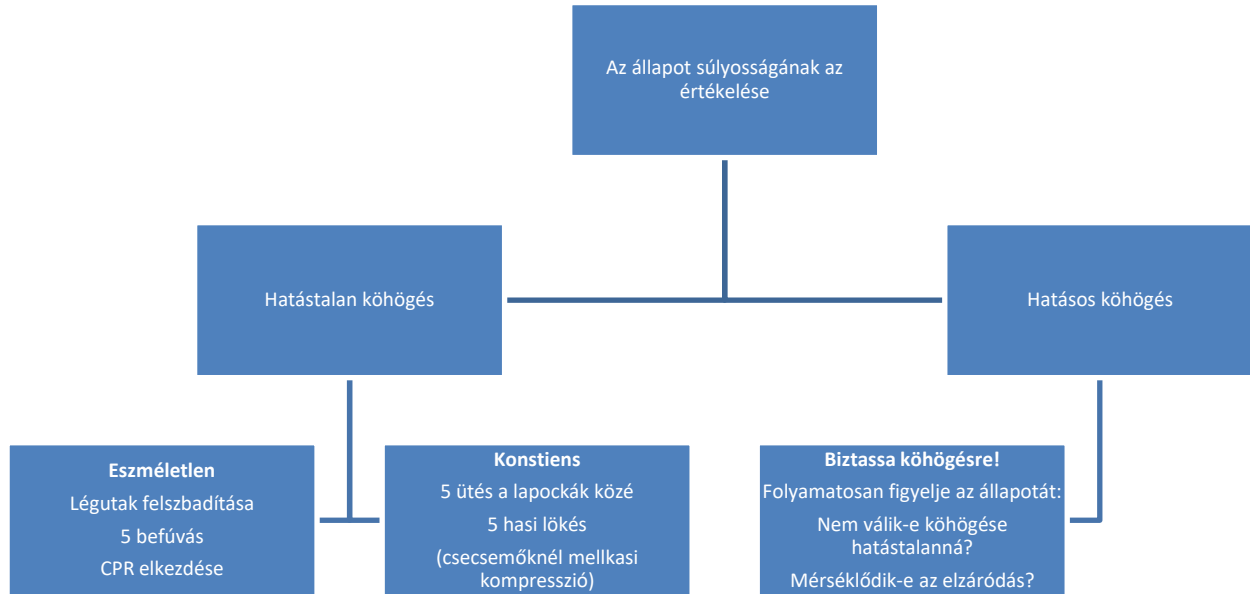 Az állapot súlyosságának az
értékelése
Hatástalan köhögés
Hatásos köhögés
Eszméletlen
Légutak felszbadítása
5 befúvás
CPR elkezdése
Konstiens
5 ütés a lapockák közé
5 hasi lökés
(csecsemőknél mellkasi
kompresszió)
Biztassa köhögésre!
Folyamatosan figyelje az állapotát:
Nem válik-e köhögése
hatástalanná?
Mérséklődik-e az elzáródás?